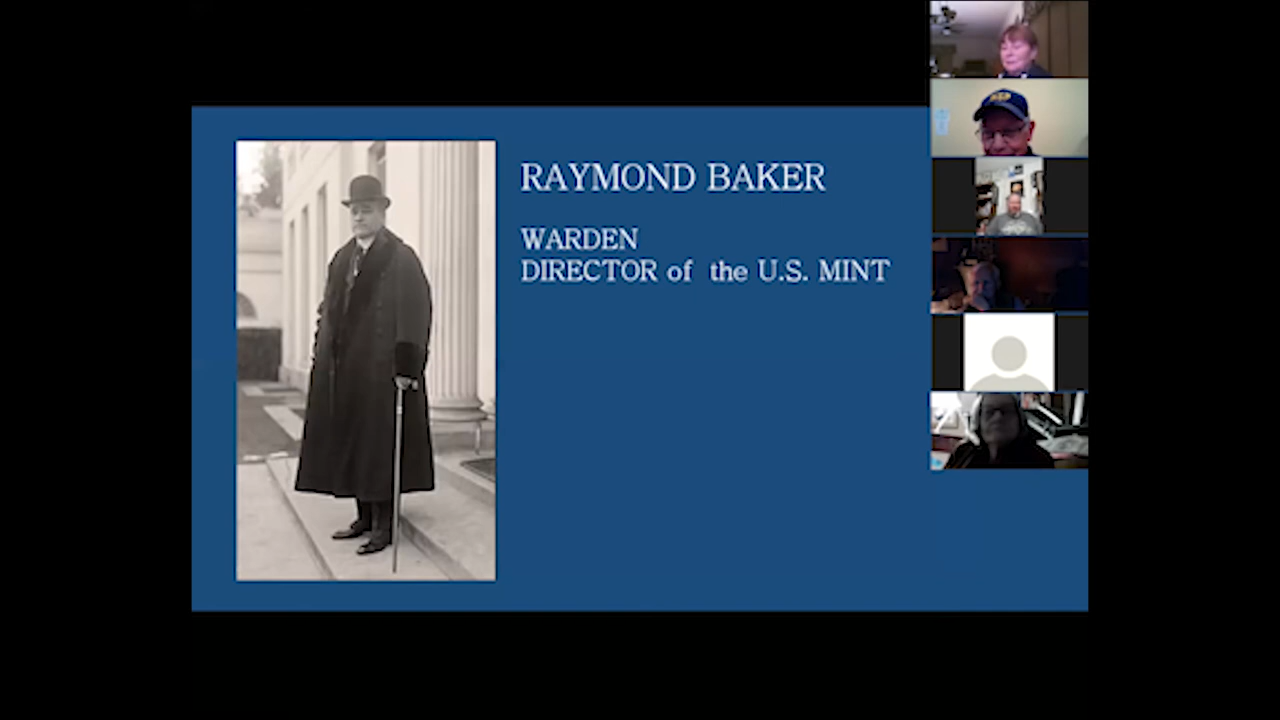 RAYMOND BAKER
WARDEN
DIRECTOR of the U.S. MINT